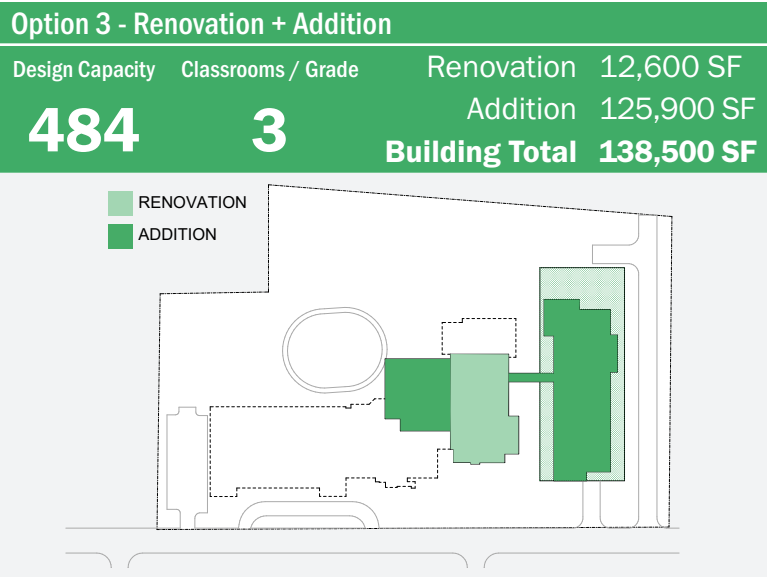 Option 3 - Renovation + Addition
Design Capacity Classrooms / Grade Renovation 12,600 SF
484 3 Addition 125,900 SF
Building Total 138,500 SF
RENOVATION
ADDITION